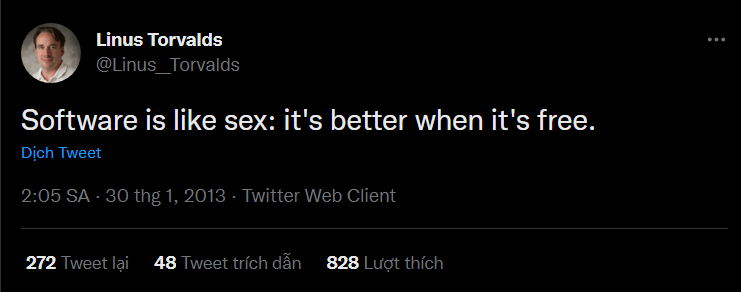 Linus Torvalds
@Linus__Torvalds
Software is like sex: it's better when it's free.
Dịch Tweet
2:05 SA · 30 thg 1, 2013 · Twitter Web Client
272 Tweet lại 48 Tweet trích dẫn 828 Lượt thích